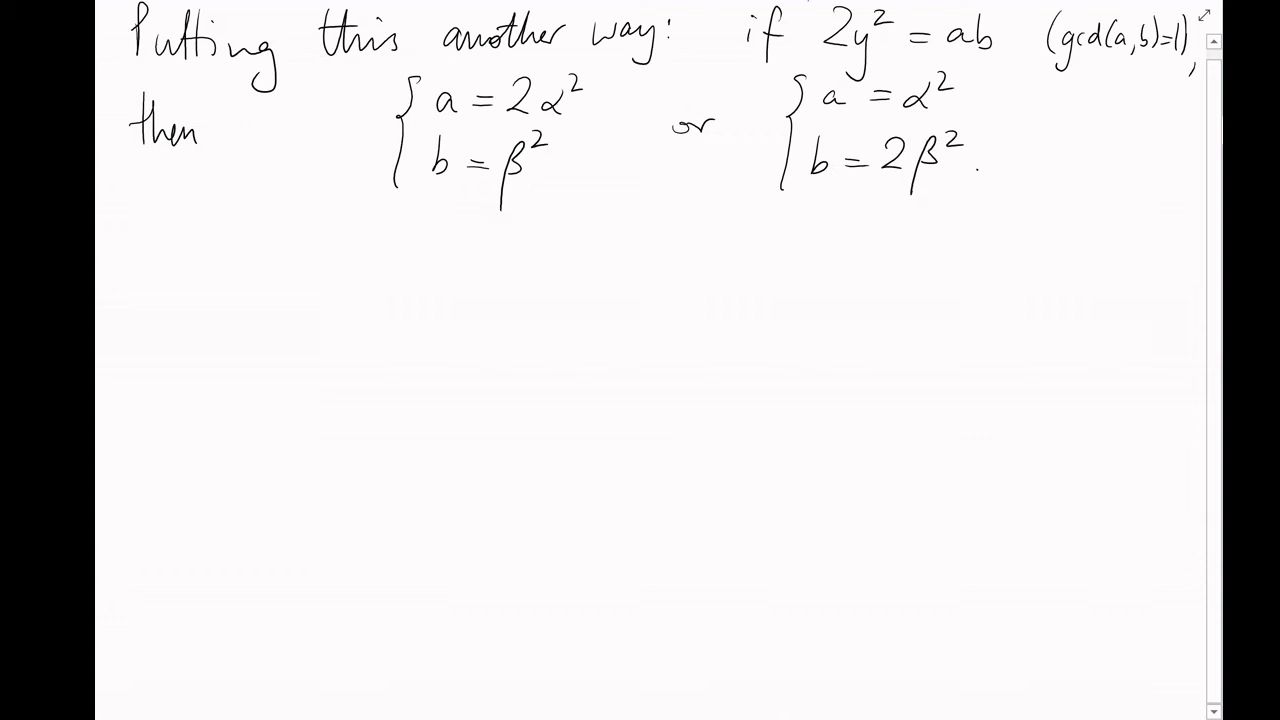 Putting this another way: if 2y² = ab (gcd(a,b)=1),
then { a = 2α² or { a = α²
b = β² b = 2β².